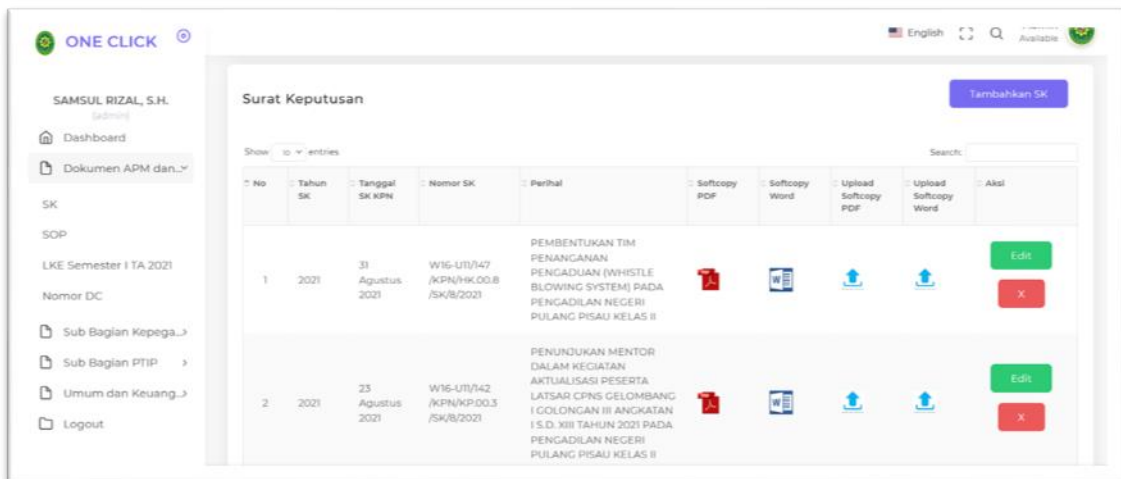 ONE CLICK
English
Available
SAMSUL RIZAL, S.H.
(admin)
Dashboard
Dokumen APM dan...
SK
SOP
LKE Semester I TA 2021
Nomor DC
Sub Bagian Kepega...
Sub Bagian PTIP
Umum dan Keuang...
Logout
Surat Keputusan
Tambahkan SK
Show 10 entries
Search:
No
Tahun
SK
Tanggal
SK KPN
Nomor SK
Perihal
Softcopy
PDF
Softcopy
Word
Upload
Softcopy
PDF
Upload
Softcopy
Word
Aksi
1
2021
31
Agustus
2021
W16-U11/147
/KPN/HK.00.8
/SK/8/2021
PEMBENTUKAN TIM
PENANGANAN
PENGADUAN (WHISTLE
BLOWING SYSTEM) PADA
PENGADILAN NEGERI
PULANG PISAU KELAS II
Edit
X
2
2021
23
Agustus
2021
W16-U11/142
/KPN/KP.00.3
/SK/8/2021
PENUNJUKAN MENTOR
DALAM KEGIATAN
AKTUALISASI PESERTA
LATSAR CPNS GELOMBANG
I GOLONGAN III ANGKATAN
I S.D. XIII TAHUN 2021 PADA
PENGADILAN NEGERI
PULANG PISAU KELAS II
Edit
X